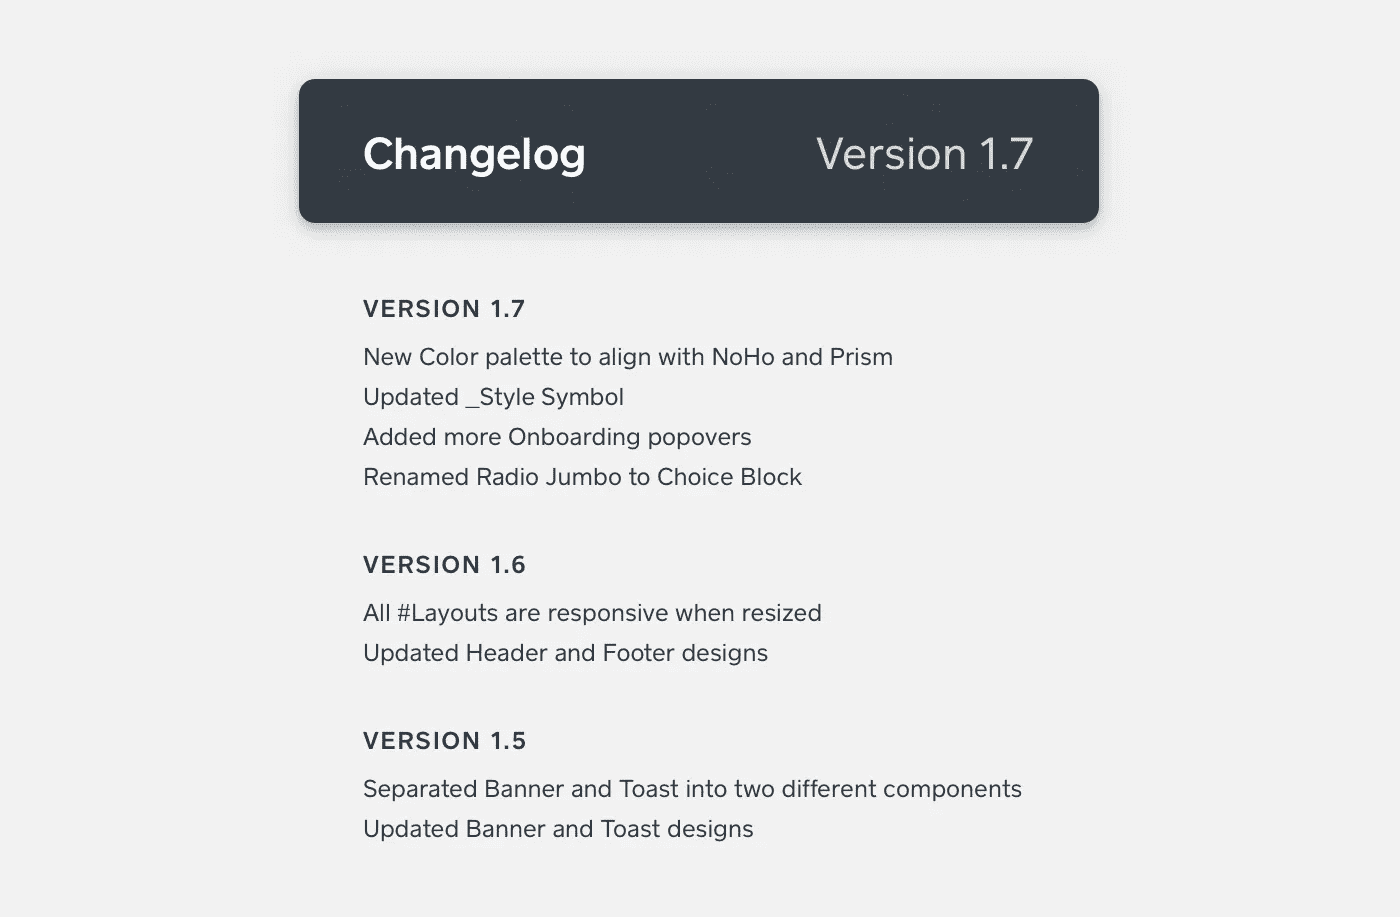 Changelog
Version 1.7
VERSION 1.7
New Color palette to align with NoHo and Prism
Updated _Style Symbol
Added more Onboarding popovers
Renamed Radio Jumbo to Choice Block
VERSION 1.6
All #Layouts are responsive when resized
Updated Header and Footer designs
VERSION 1.5
Separated Banner and Toast into two different components
Updated Banner and Toast designs